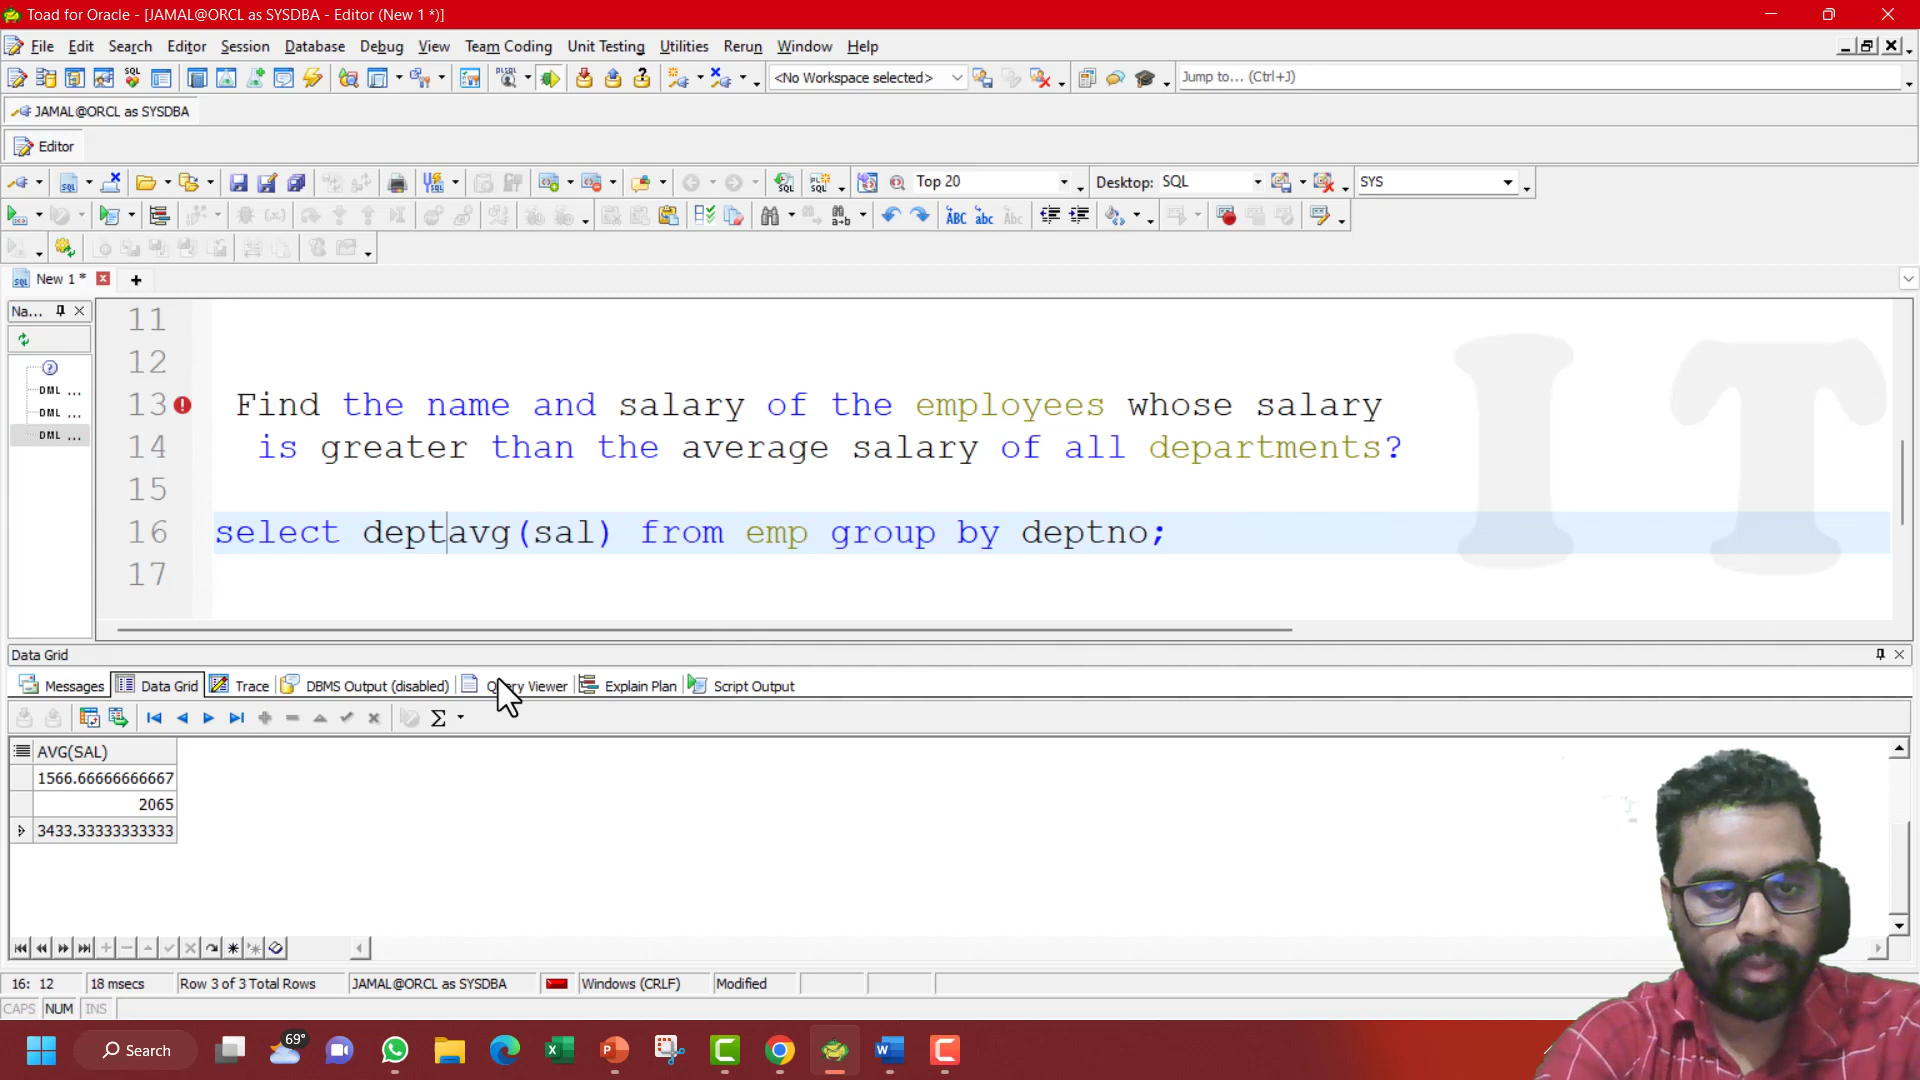 Toad for Oracle - [JAMAL@ORCL as SYSDBA - Editor (New 1 *)]
File Edit Search Editor Session Database Debug View Team Coding Unit Testing Utilities Rerun Window Help
<No Workspace selected> Jump to... (Ctrl+J)
JAMAL@ORCL as SYSDBA
Editor
Top 20 Desktop: SQL SYS
New 1 *
Na...
11
12
13 Find the name and salary of the employees whose salary
14 is greater than the average salary of all departments?
15
16 select deptavg(sal) from emp group by deptno;
17
DML ...
DML ...
DML ...
IT
Data Grid
Messages Data Grid Trace DBMS Output (disabled) Query Viewer Explain Plan Script Output
AVG(SAL)
1566.66666666667
2065
3433.33333333333
16: 12 18 msecs Row 3 of 3 Total Rows JAMAL@ORCL as SYSDBA Windows (CRLF) Modified
CAPS NUM INS
Search 69°